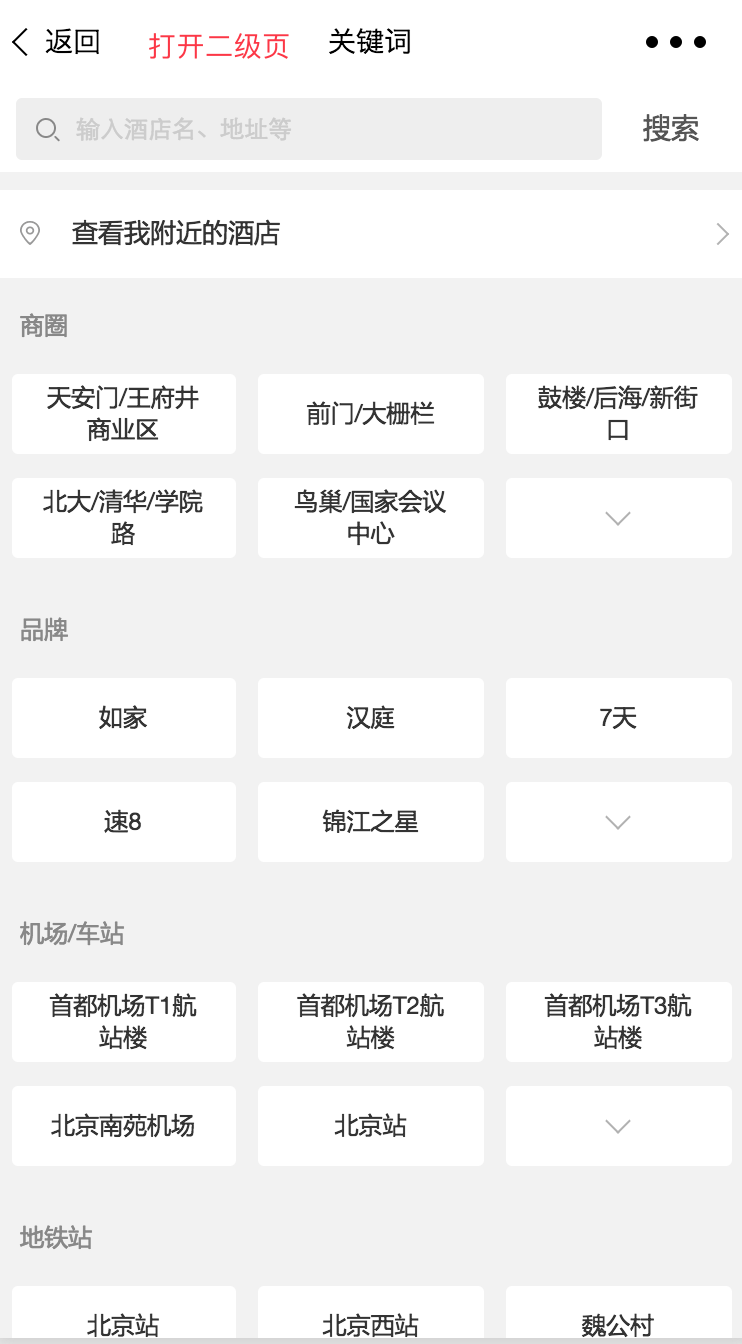 返回 打开二级页 关键词
输入酒店名、地址等 搜索
查看我附近的酒店
商圈
天安门/王府井
商业区
前门/大栅栏
鼓楼/后海/新街
口
北大/清华/学院
路
鸟巢/国家会议
中心
品牌
如家
汉庭
7天
速8
锦江之星
机场/车站
首都机场T1航
站楼
首都机场T2航
站楼
首都机场T3航
站楼
北京南苑机场
北京站
地铁站
北京站
北京西站
魏公村